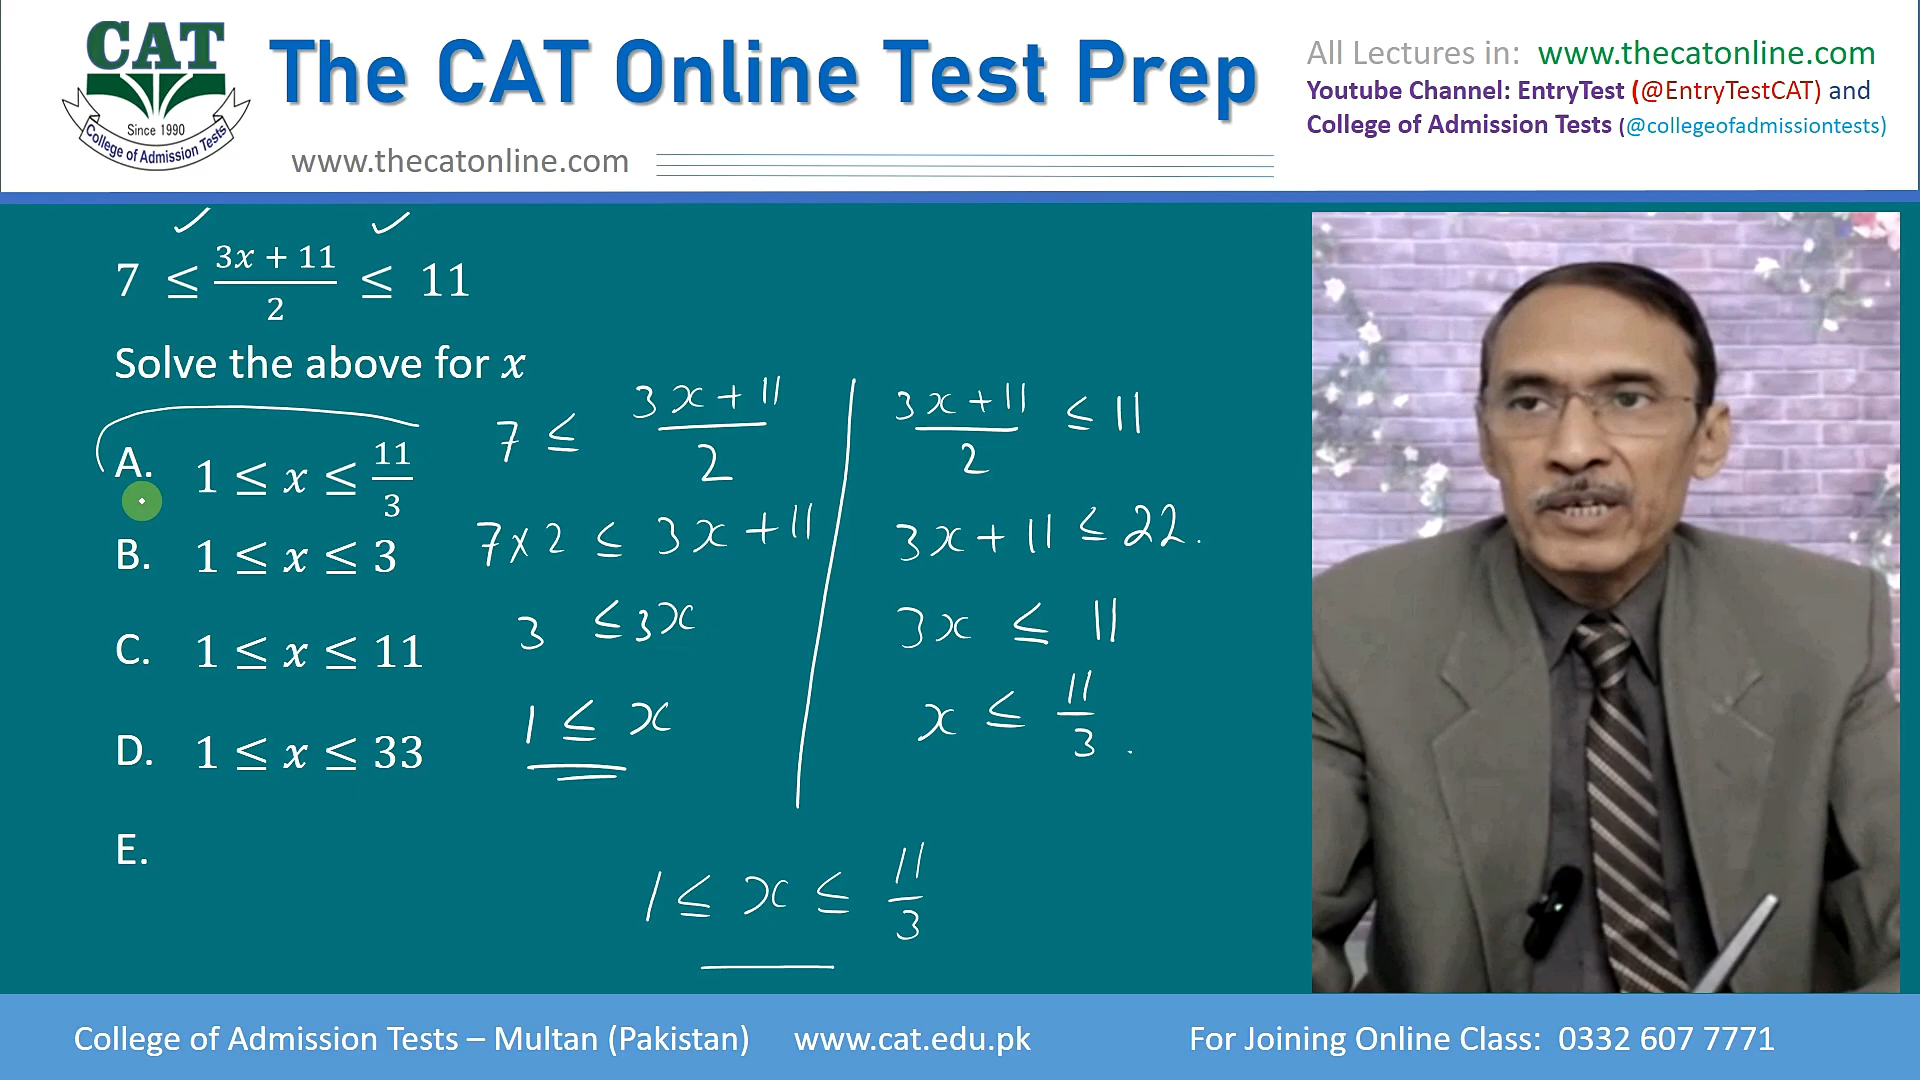 CAT
Since 1990
College of Admission Tests
The CAT Online Test Prep
www.thecatonline.com
All Lectures in: www.thecatonline.com
Youtube Channel: EntryTest (@EntryTestCAT) and
College of Admission Tests (@collegeofadmissiontests)
7 ≤ (3x + 11)/2 ≤ 11
Solve the above for x
A. 1 ≤ x ≤ 11/3
B. 1 ≤ x ≤ 3
C. 1 ≤ x ≤ 11
D. 1 ≤ x ≤ 33
E.
7 ≤ (3x + 11)/2
7 × 2 ≤ 3x + 11
3 ≤ 3x
1 ≤ x
(3x + 11)/2 ≤ 11
3x + 11 ≤ 22.
3x ≤ 11
x ≤ 11/3.
1 ≤ x ≤ 11/3
College of Admission Tests – Multan (Pakistan) www.cat.edu.pk For Joining Online Class: 0332 607 7771